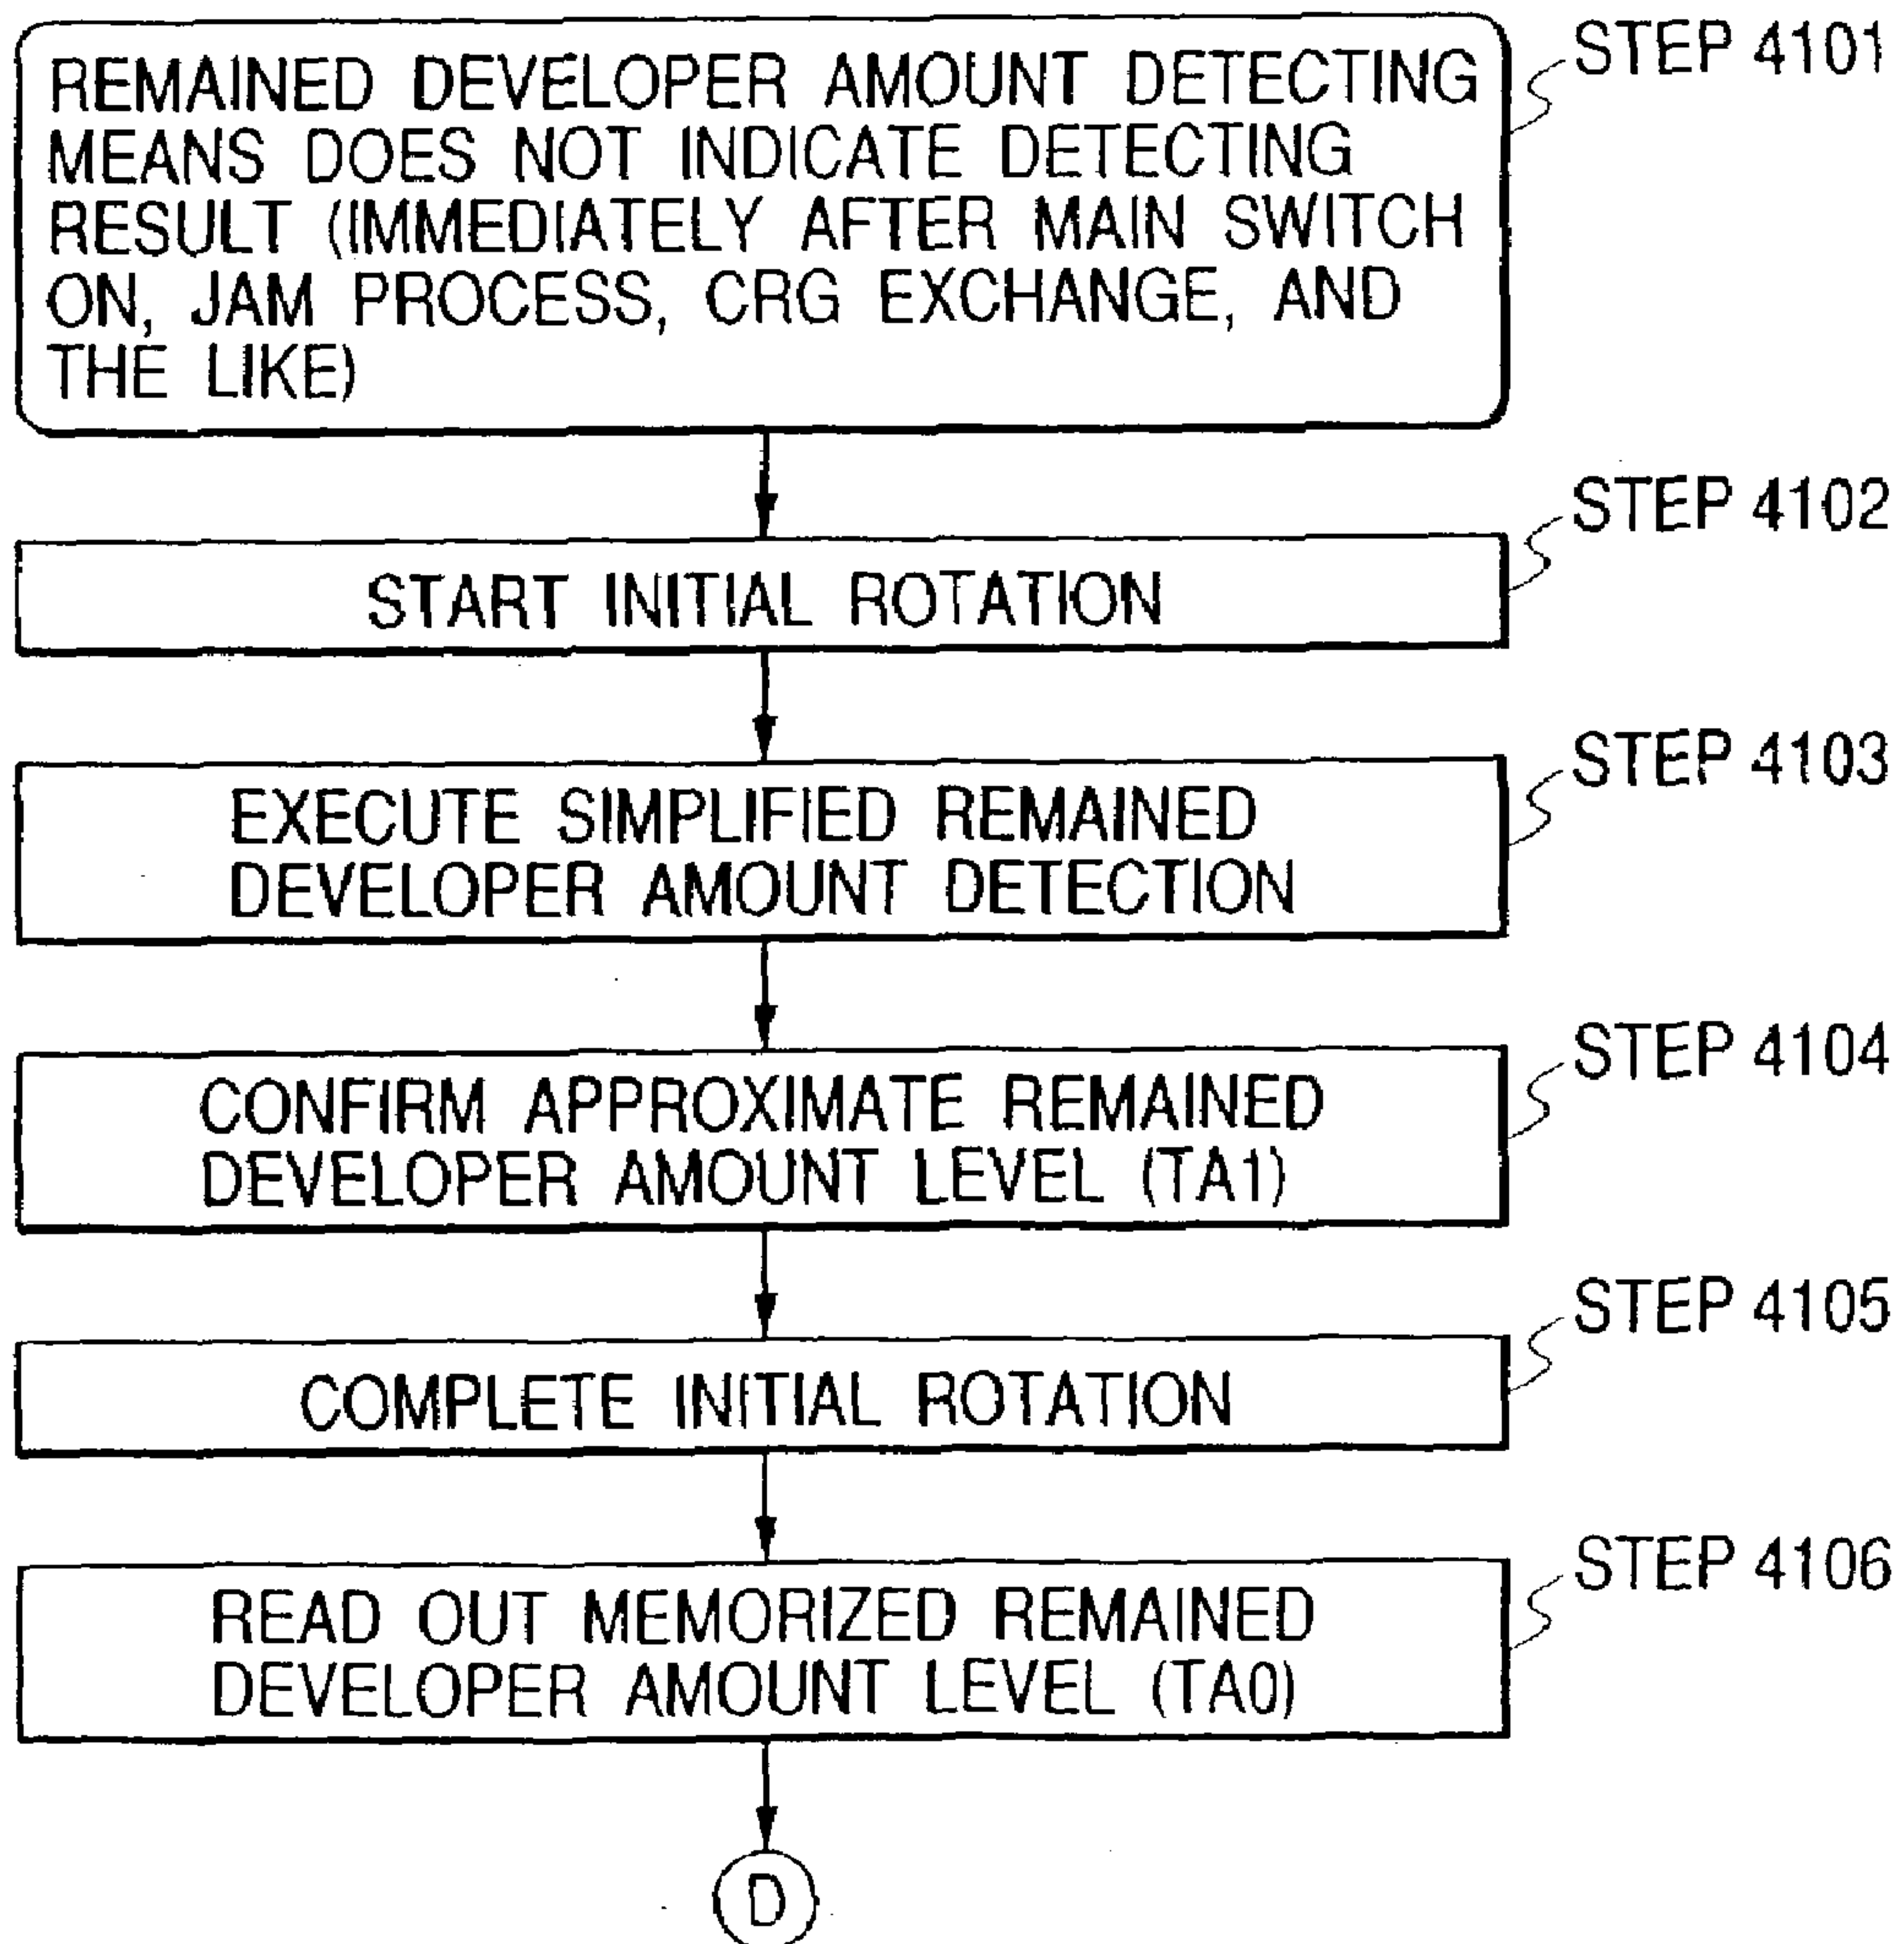 REMAINED DEVELOPER AMOUNT DETECTING
MEANS DOES NOT INDICATE DETECTING
RESULT (IMMEDIATELY AFTER MAIN SWITCH
ON, JAM PROCESS, CRG EXCHANGE, AND
THE LIKE)
STEP 4101
START INITIAL ROTATION
STEP 4102
EXECUTE SIMPLIFIED REMAINED
DEVELOPER AMOUNT DETECTION
STEP 4103
CONFIRM APPROXIMATE REMAINED
DEVELOPER AMOUNT LEVEL (TA1)
STEP 4104
COMPLETE INITIAL ROTATION
STEP 4105
READ OUT MEMORIZED REMAINED
DEVELOPER AMOUNT LEVEL (TA0)
STEP 4106
D